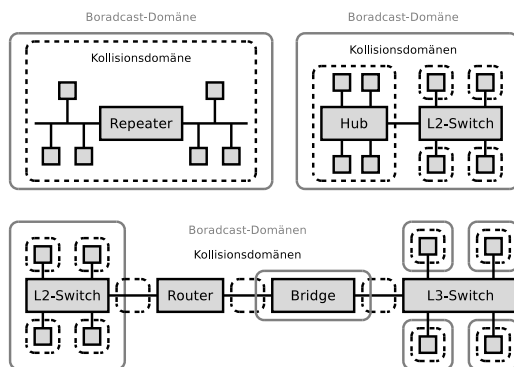 Boradcast-Domäne
Kollisionsdomäne
Repeater
Boradcast-Domäne
Kollisionsdomänen
Hub
L2-Switch
Boradcast-Domänen
Kollisionsdomänen
L2-Switch
Router
Bridge
L3-Switch